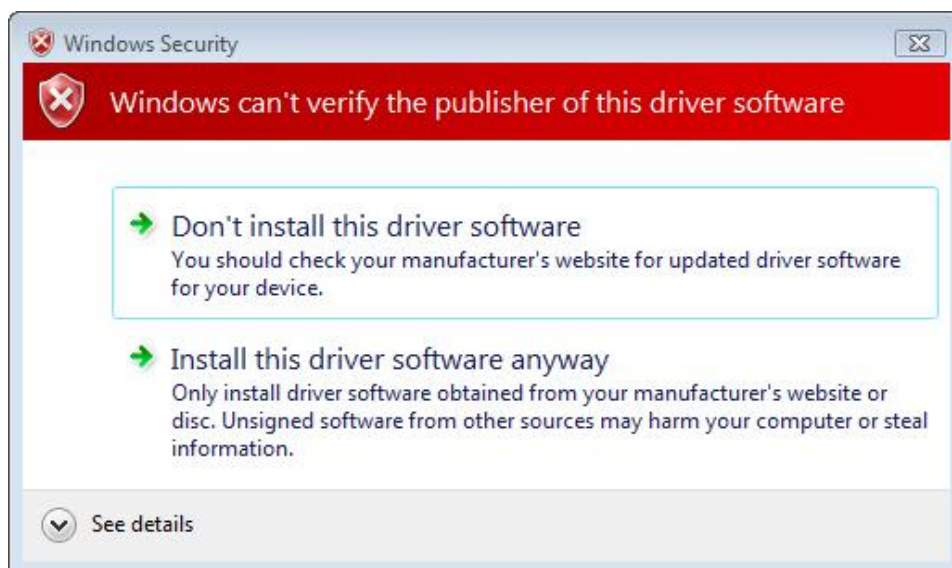 Windows Security
Windows can't verify the publisher of this driver software
Don't install this driver software
You should check your manufacturer's website for updated driver software
for your device.
Install this driver software anyway
Only install driver software obtained from your manufacturer's website or
disc. Unsigned software from other sources may harm your computer or steal
information.
See details